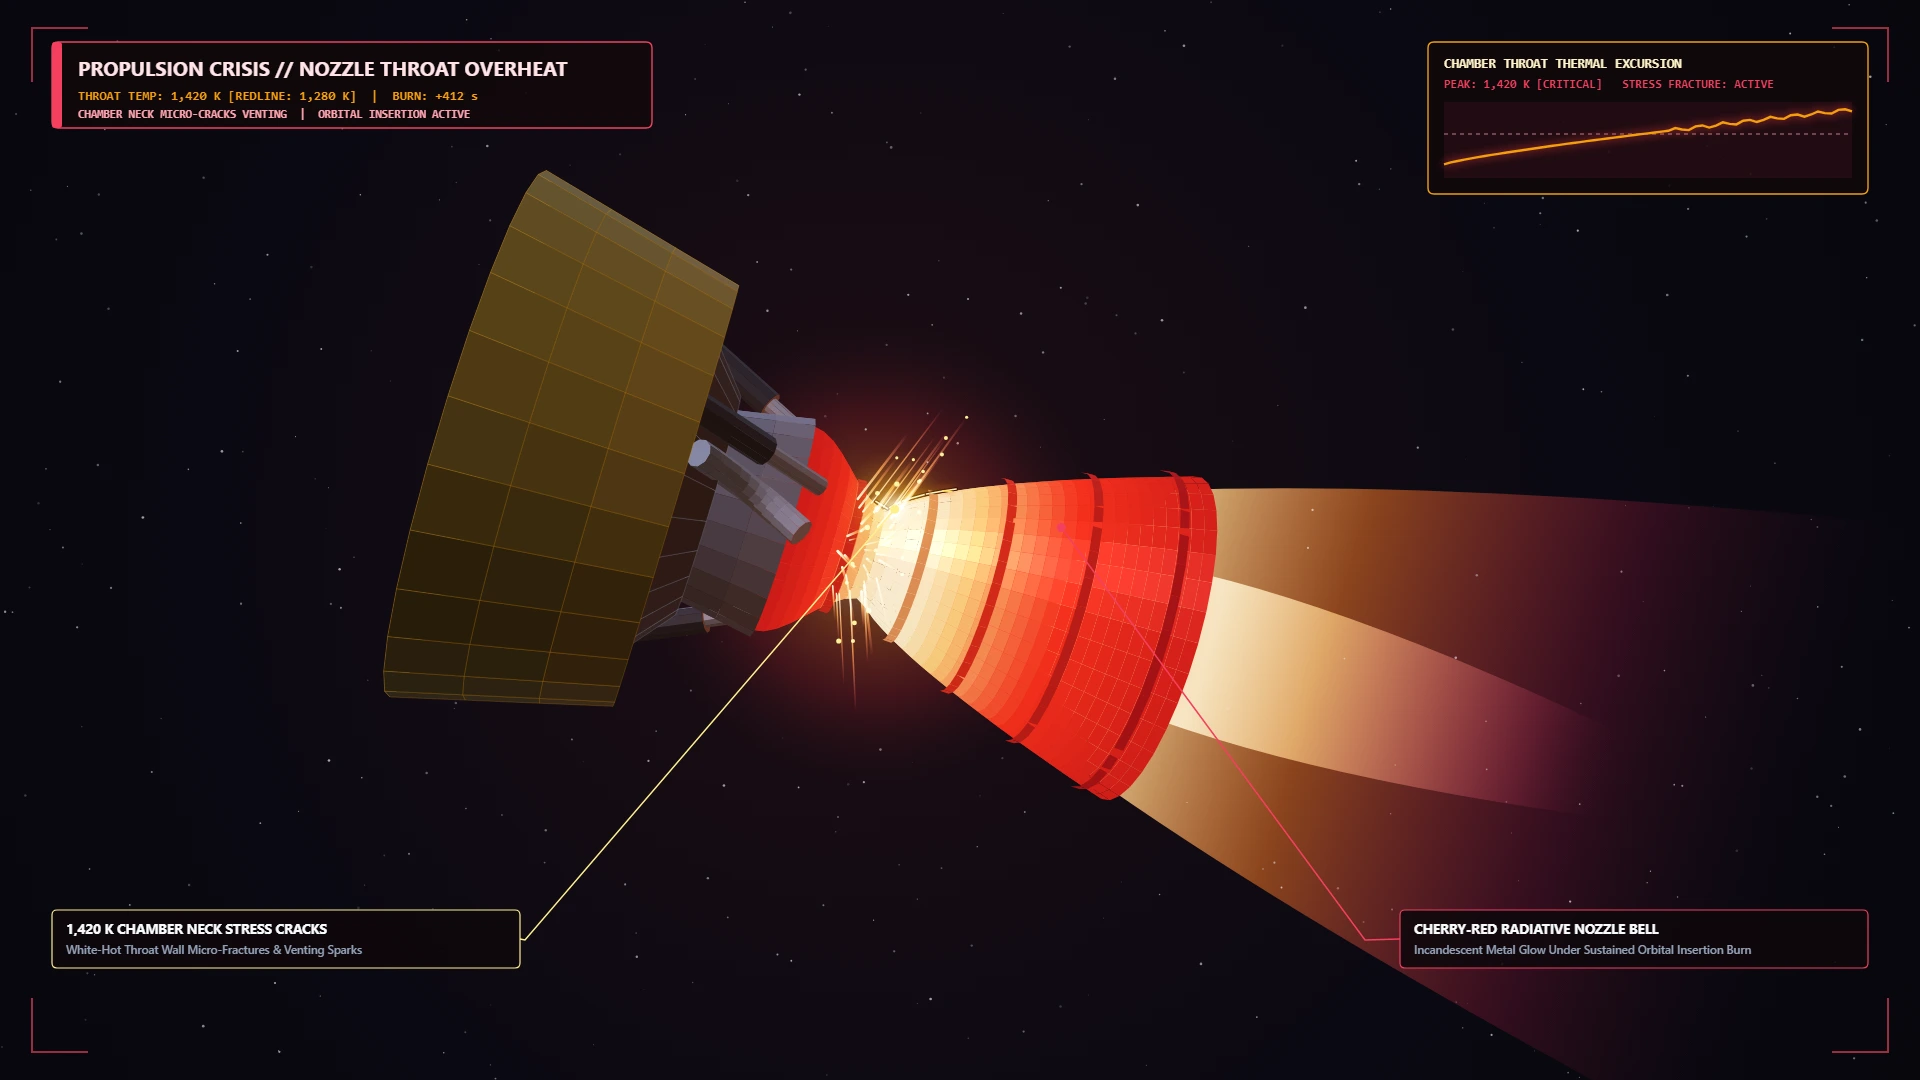 PROPULSION CRISIS // NOZZLE THROAT OVERHEAT
THROAT TEMP: 1,420 K [REDLINE: 1,280 K] | BURN: +412 s
CHAMBER NECK MICRO-CRACKS VENTING | ORBITAL INSERTION ACTIVE
CHAMBER THROAT THERMAL EXCURSION
PEAK: 1,420 K [CRITICAL] STRESS FRACTURE: ACTIVE
1,420 K CHAMBER NECK STRESS CRACKS
White-Hot Throat Wall Micro-Fractures & Venting Sparks
CHERRY-RED RADIATIVE NOZZLE BELL
Incandescent Metal Glow Under Sustained Orbital Insertion Burn